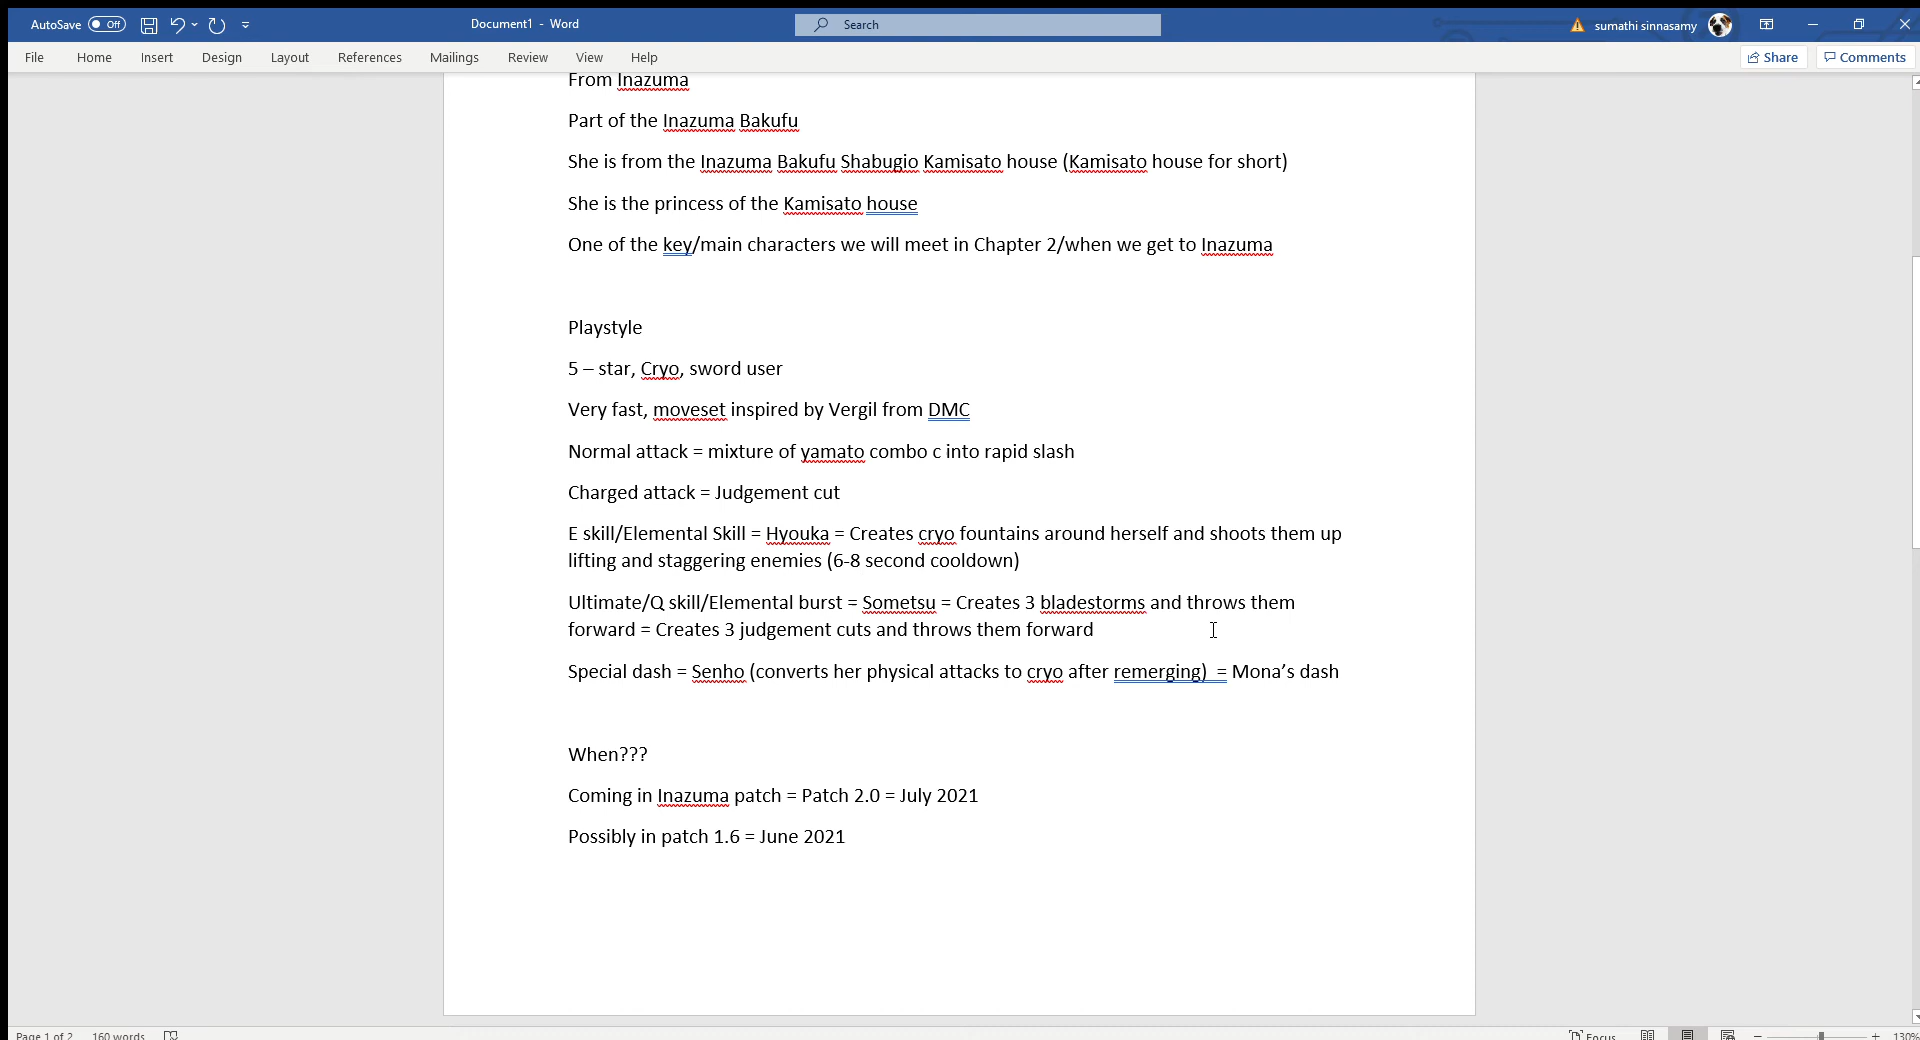 AutoSave Off Document1 - Word Search sumathi sinnasamy
File Home Insert Design Layout References Mailings Review View Help Share Comments
From Inazuma
Part of the Inazuma Bakufu
She is from the Inazuma Bakufu Shabugio Kamisato house (Kamisato house for short)
She is the princess of the Kamisato house
One of the key/main characters we will meet in Chapter 2/when we get to Inazuma
Playstyle
5 – star, Cryo, sword user
Very fast, moveset inspired by Vergil from DMC
Normal attack = mixture of yamato combo c into rapid slash
Charged attack = Judgement cut
E skill/Elemental Skill = Hyouka = Creates cryo fountains around herself and shoots them up
lifting and staggering enemies (6-8 second cooldown)
Ultimate/Q skill/Elemental burst = Sometsu = Creates 3 bladestorms and throws them
forward = Creates 3 judgement cuts and throws them forward
Special dash = Senho (converts her physical attacks to cryo after remerging)  = Mona’s dash
When???
Coming in Inazuma patch = Patch 2.0 = July 2021
Possibly in patch 1.6 = June 2021
Page 1 of 2 160 words Focus 130%